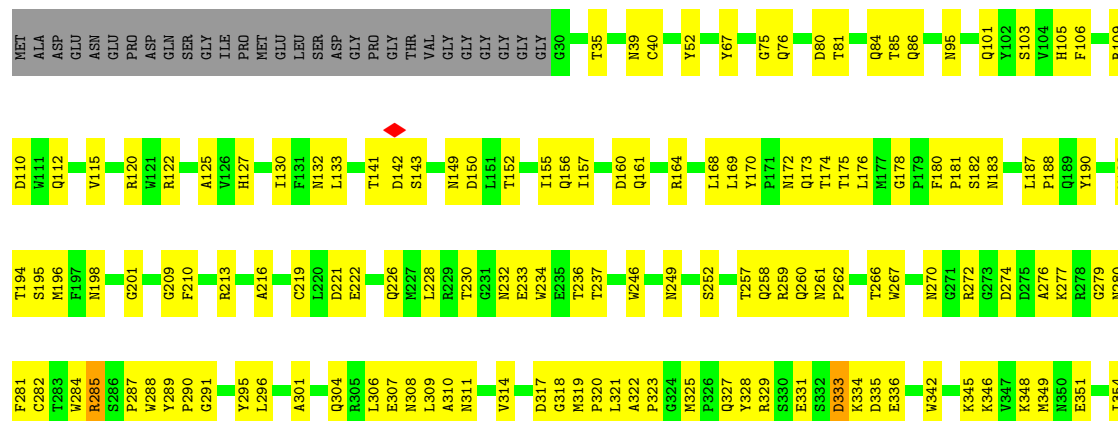 MET ALA ASP GLU ASN GLU PRO ASP GLN SER GLY ILE PRO MET GLU LEU SER ASP GLY PRO GLY THR VAL GLY GLY GLY GLY GLY GLY G30 T35 N39 C40 Y52 Y67 G75 Q76 D80 T81 Q84 T85 Q86 N95 Q101 Y102 S103 V104 H105 F106 R109
D110 W111 Q112 V115 R120 W121 R122 A125 V126 H127 I130 F131 N132 L133 T141 D142 S143 N149 D150 L151 T152 I155 Q156 I157 D160 Q161 R164 L168 L169 Y170 P171 N172 Q173 T174 T175 L176 M177 G178 P179 F180 P181 S182 N183 L187 P188 Q189 Y190
T194 S195 M196 F197 N198 G201 G209 F210 R213 A216 C219 L220 D221 E222 Q226 M227 L228 R229 T230 G231 N232 E233 W234 E235 T236 T237 W246 N249 S252 T257 Q258 R259 Q260 N261 P262 T266 W267 N270 G271 R272 G273 D274 D275 A276 K277 R278 G279 N280
F281 C282 T283 W284 R285 S286 P287 W288 Y289 P290 G291 Y295 L296 A301 Q304 R305 L306 E307 N308 L309 A310 N311 V314 D317 G318 M319 P320 L321 A322 P323 G324 M325 P326 Q327 Y328 R329 S330 E331 S332 D333 K334 D335 E336 W342 K345 K346 V347 K348 M349 N350 E351 I354